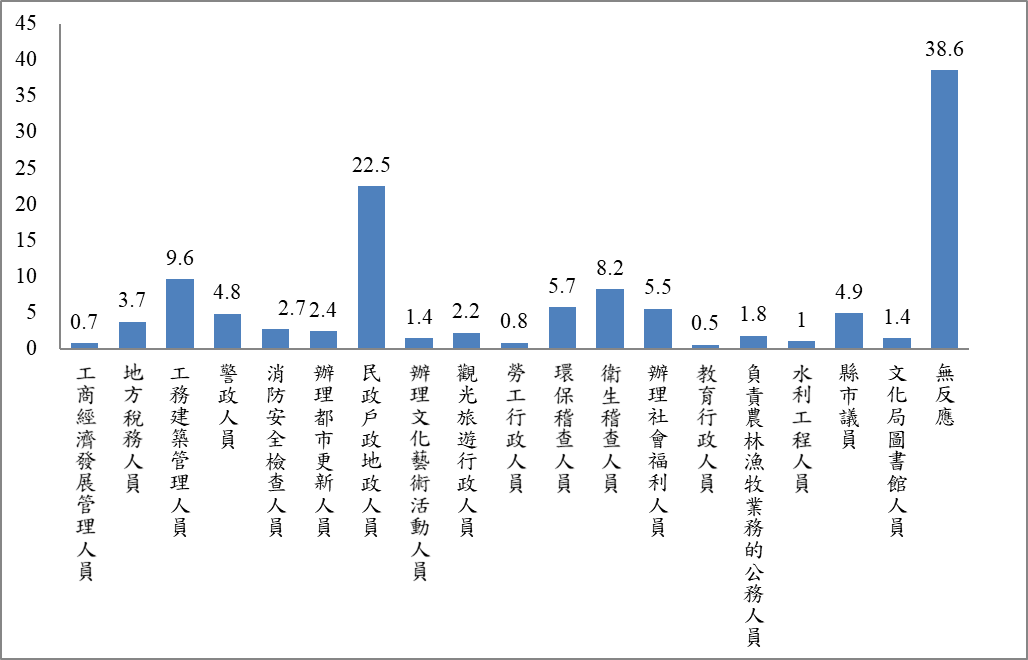 45
40
35
30
25
20
15
10
5
0
0.7
3.7
9.6
4.8
2.7
2.4
22.5
1.4
2.2
0.8
5.7
8.2
5.5
0.5
1.8
1
4.9
1.4
38.6
工商經濟發展管理人員
地方稅務人員
工務建築管理人員
警政人員
消防安全檢查人員
辦理都市更新人員
民政戶政地政人員
辦理文化藝術活動人員
觀光旅遊行政人員
勞工行政人員
環保稽查人員
衛生稽查人員
辦理社會福利人員
教育行政人員
負責農林漁牧業務的公務人員
水利工程人員
縣市議員
文化局圖書館人員
無反應